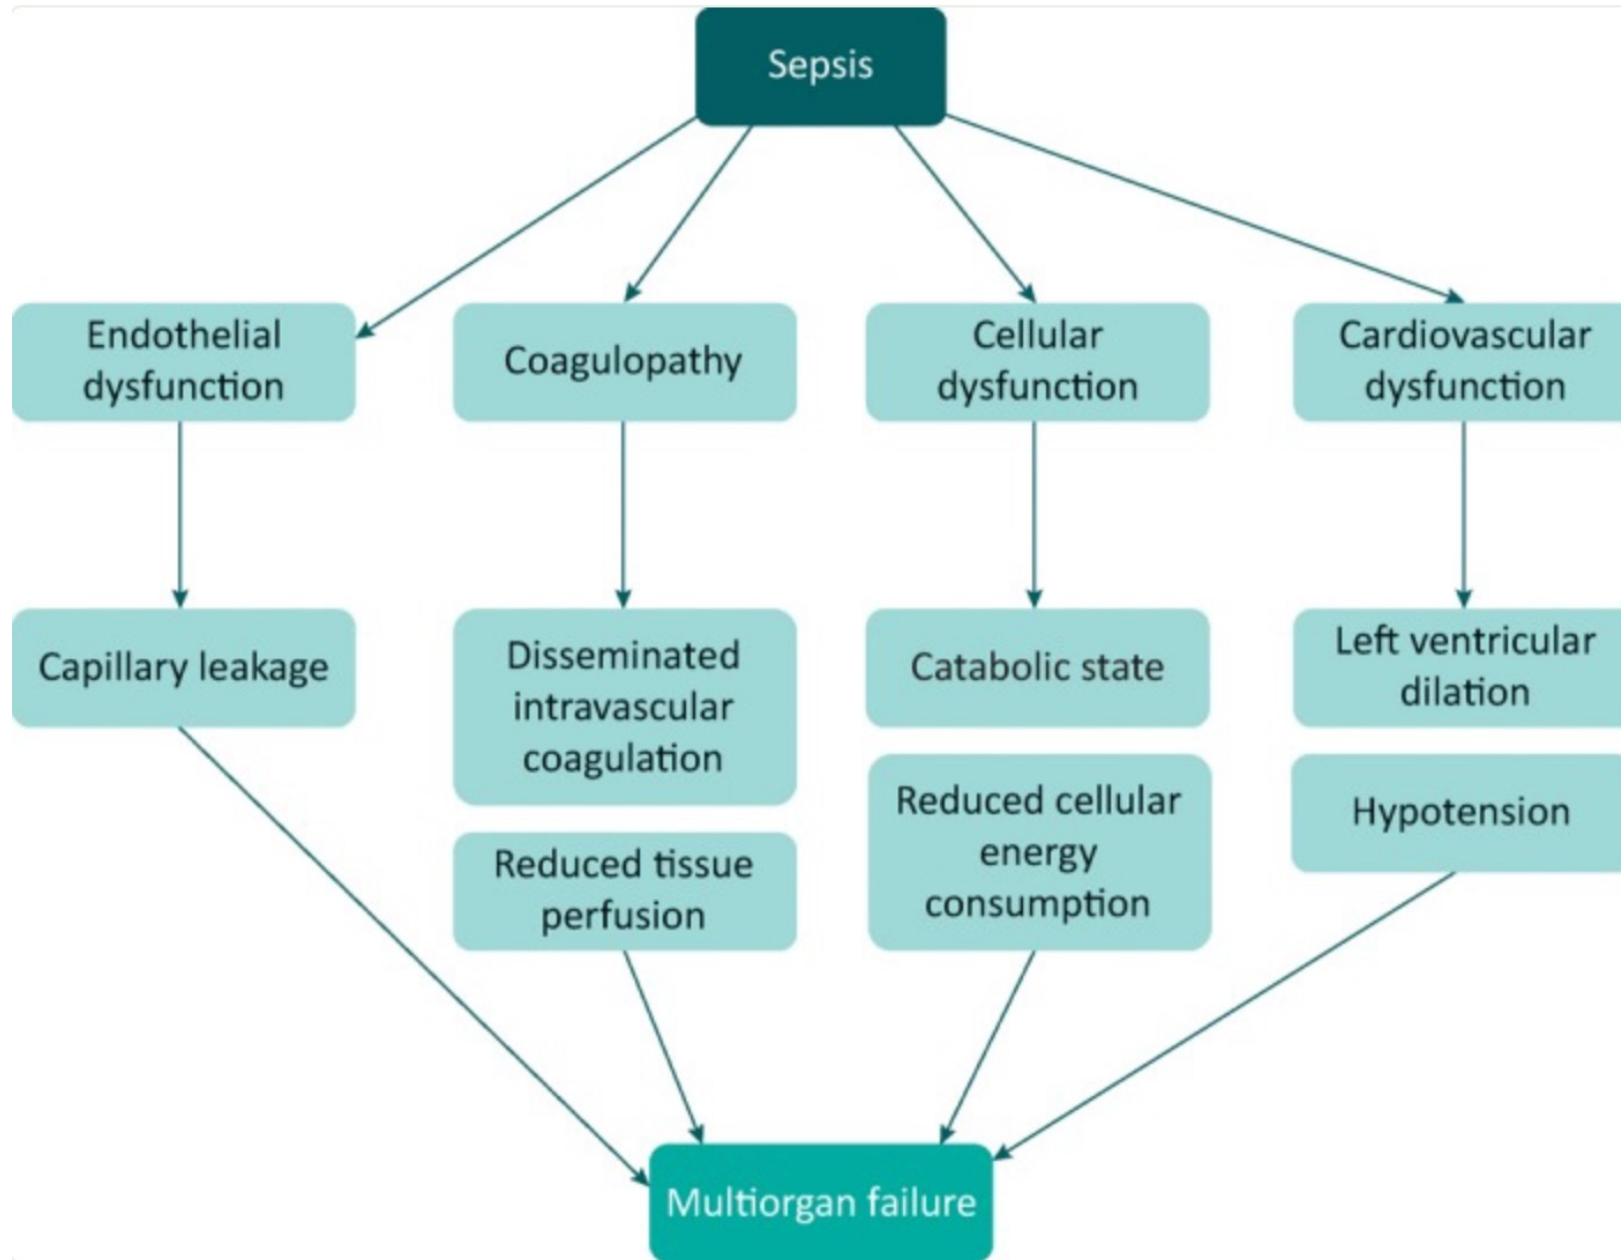 Sepsis
Endothelial
dysfunction
Coagulopathy
Cellular
dysfunction
Cardiovascular
dysfunction
Capillary leakage
Disseminated
intravascular
coagulation
Catabolic state
Left ventricular
dilation
Reduced tissue
perfusion
Reduced cellular
energy
consumption
Hypotension
Multiorgan failure